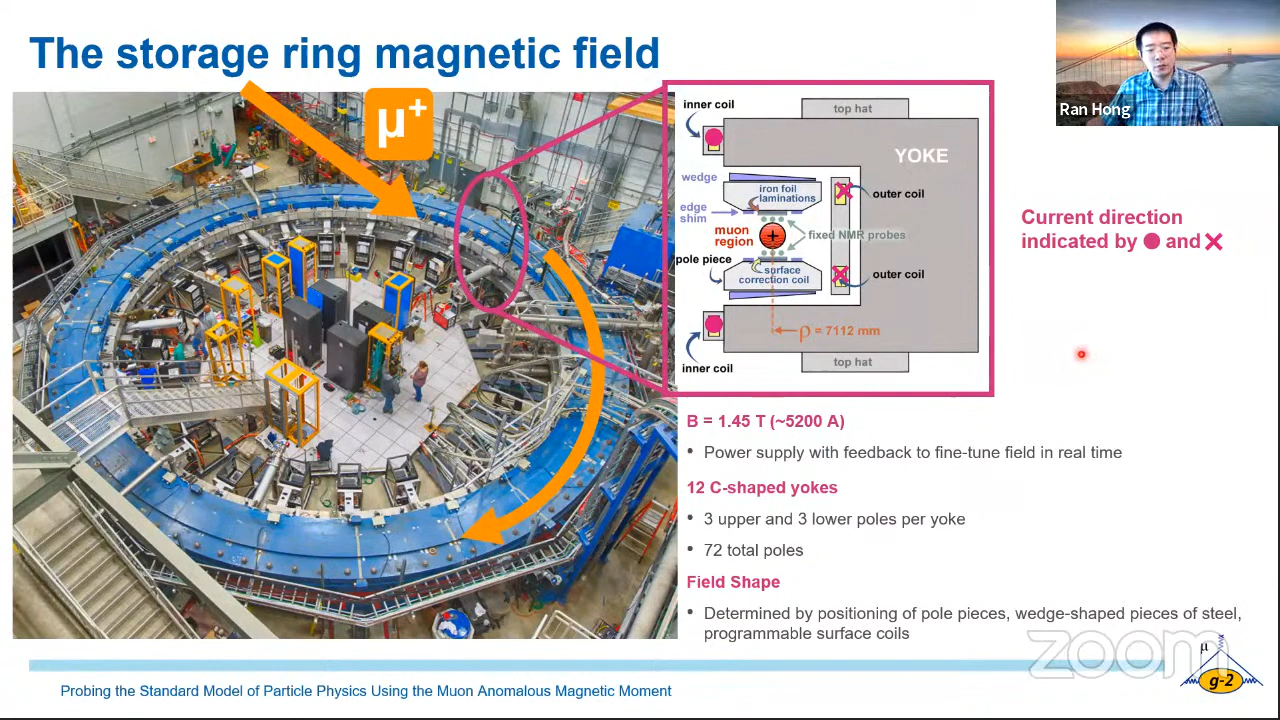 The storage ring magnetic field
Ran Hong
μ+
inner coil
top hat
YOKE
wedge
iron foil
laminations
outer coil
edge
shim
muon
region
fixed NMR probes
pole piece
surface
correction coil
outer coil
ρ = 7112 mm
inner coil
top hat
Current direction
indicated by ● and ✕
B = 1.45 T (~5200 A)
• Power supply with feedback to fine-tune field in real time
12 C-shaped yokes
• 3 upper and 3 lower poles per yoke
• 72 total poles
Field Shape
• Determined by positioning of pole pieces, wedge-shaped pieces of steel,
programmable surface coils
zoom
μ
g-2
Probing the Standard Model of Particle Physics Using the Muon Anomalous Magnetic Moment